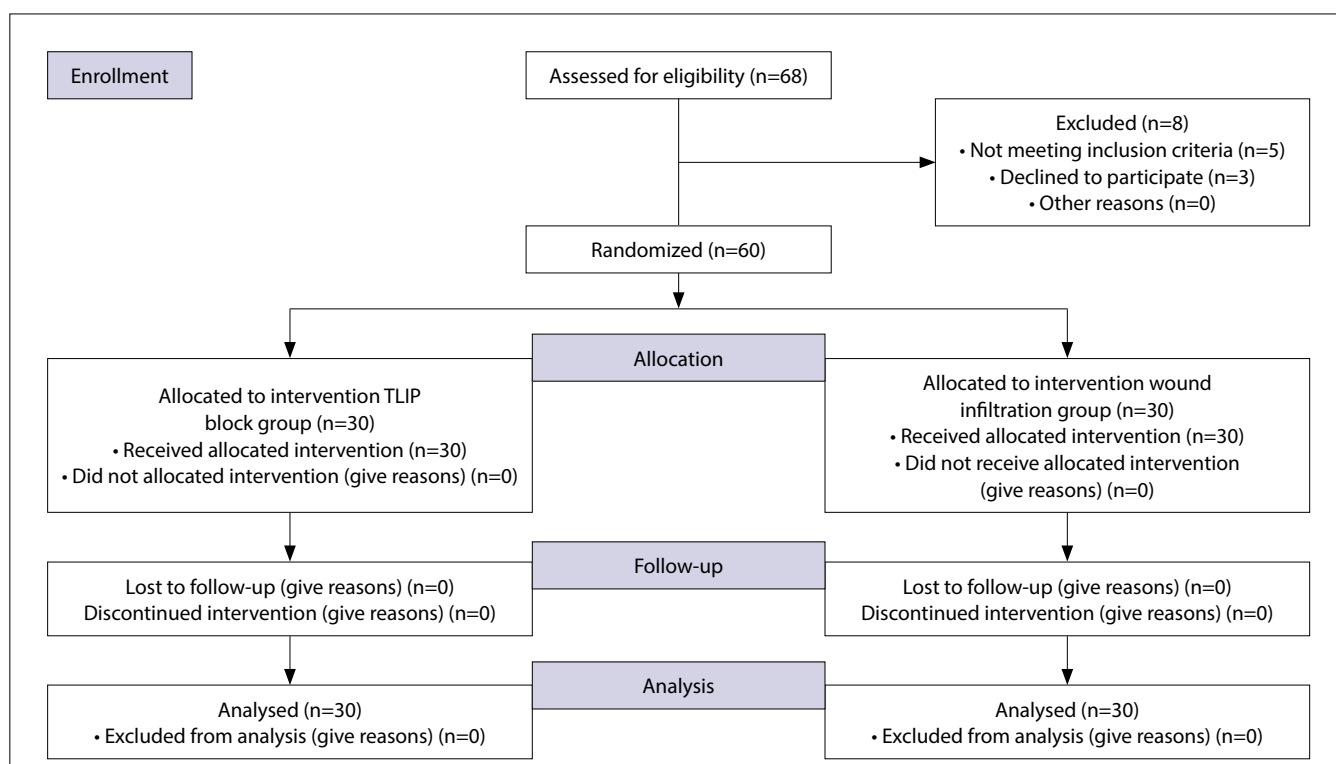 Enrollment
Assessed for eligibility (n=68)
Excluded (n=8)
• Not meeting inclusion criteria (n=5)
• Declined to participate (n=3)
• Other reasons (n=0)
Randomized (n=60)
Allocation
Allocated to intervention TLIP
block group (n=30)
• Received allocated intervention (n=30)
• Did not allocated intervention (give reasons) (n=0)
Allocated to intervention wound
infiltration group (n=30)
• Received allocated intervention (n=30)
• Did not receive allocated intervention
(give reasons) (n=0)
Follow-up
Lost to follow-up (give reasons) (n=0)
Discontinued intervention (give reasons) (n=0)
Lost to follow-up (give reasons) (n=0)
Discontinued intervention (give reasons) (n=0)
Analysis
Analysed (n=30)
• Excluded from analysis (give reasons) (n=0)
Analysed (n=30)
• Excluded from analysis (give reasons) (n=0)